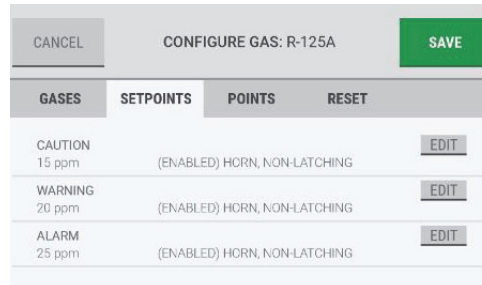 CANCEL CONFIGURE GAS: R-125A SAVE
GASES SETPOINTS POINTS RESET
CAUTION EDIT
15 ppm (ENABLED) HORN, NON-LATCHING
WARNING EDIT
20 ppm (ENABLED) HORN, NON-LATCHING
ALARM EDIT
25 ppm (ENABLED) HORN, NON-LATCHING